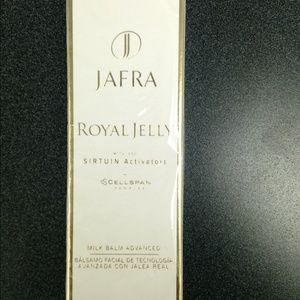 JAFRA
ROYAL JELLY
SIRTUIN Activators
CELLSPAN
MILK BALM ADVANCED
BÁLSAMO FACIAL DE TECNOLOGÍA
AVANZADA CON JALEA REAL